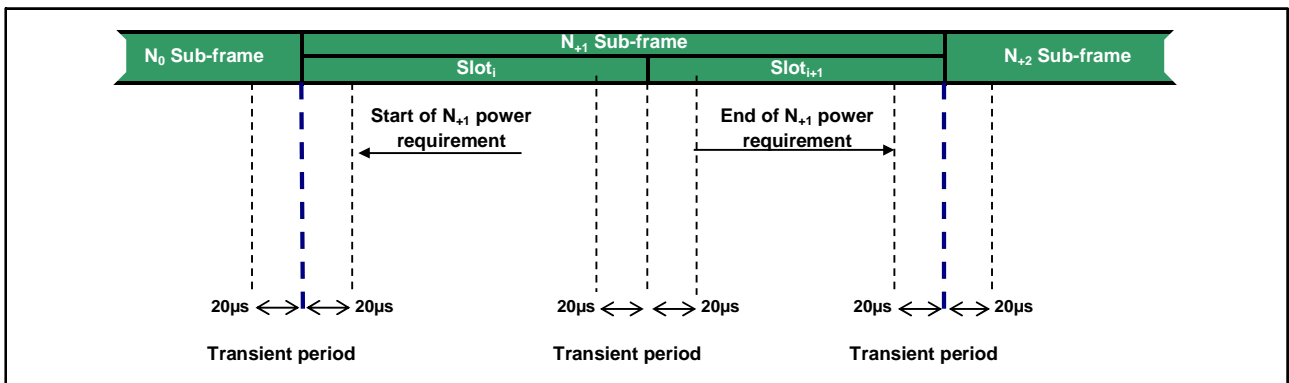 N+1 Sub-frame
N0 Sub-frame
N+2 Sub-frame
Sloti
Sloti+1
Start of N+1 power
requirement
End of N+1 power
requirement
20µs
20µs
20µs
20µs
20µs
20µs
Transient period
Transient period
Transient period